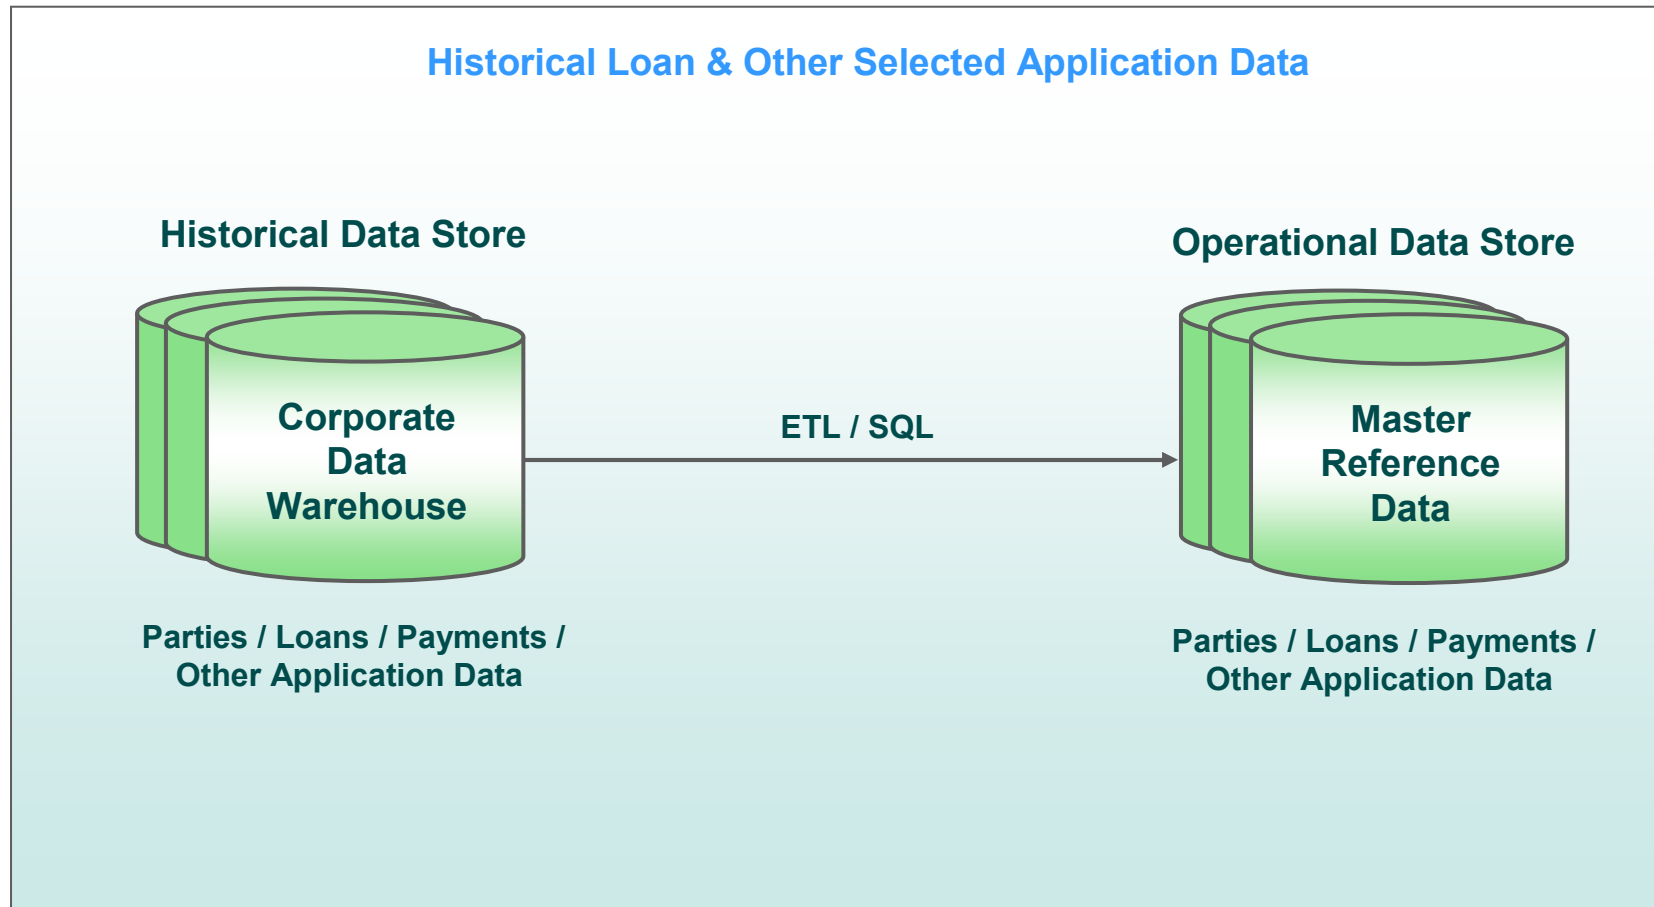 Historical Loan & Other Selected Application Data
Historical Data Store
Corporate
Data
Warehouse
Parties / Loans / Payments /
Other Application Data
ETL / SQL
Operational Data Store
Master
Reference
Data
Parties / Loans / Payments /
Other Application Data